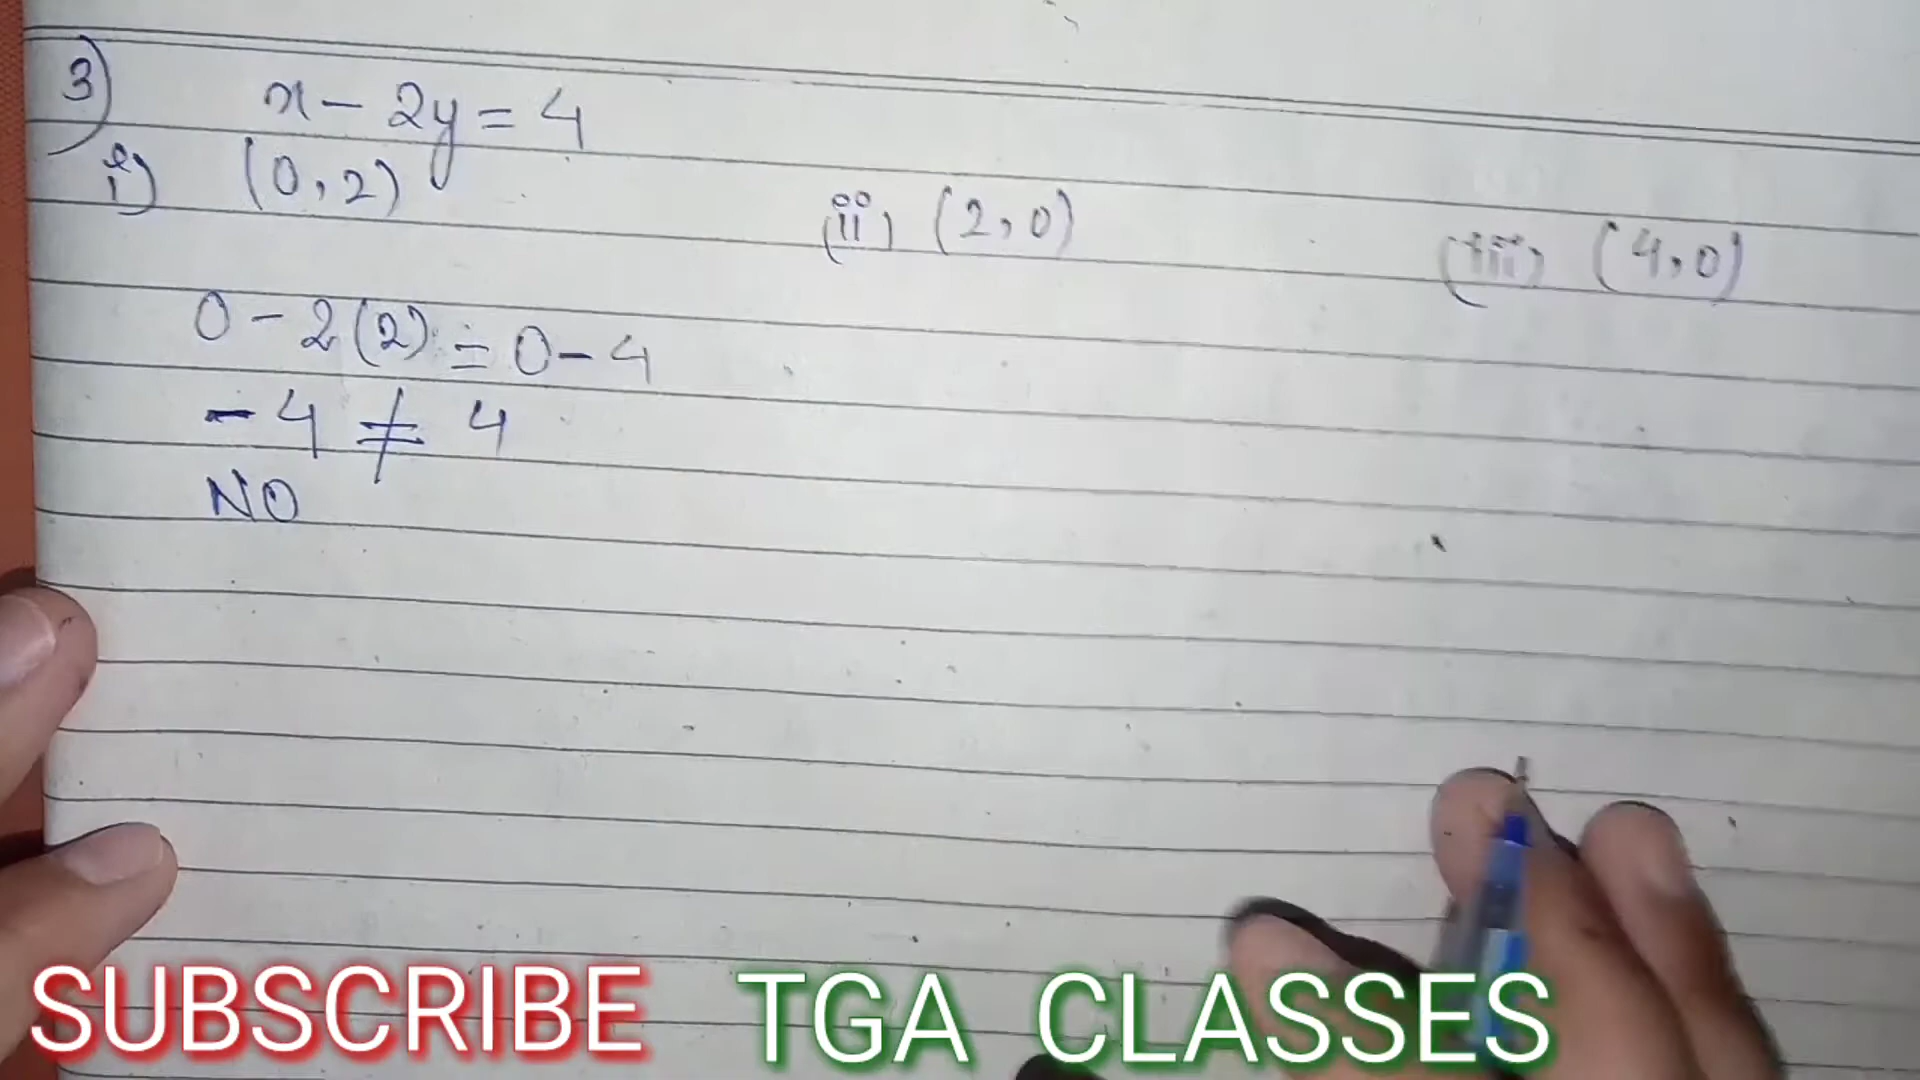 3) x - 2y = 4
i) (0, 2) (ii) (2, 0) (iii) (4, 0)
0 - 2(2) = 0 - 4
-4 ≠ 4
NO
SUBSCRIBE TGA CLASSES